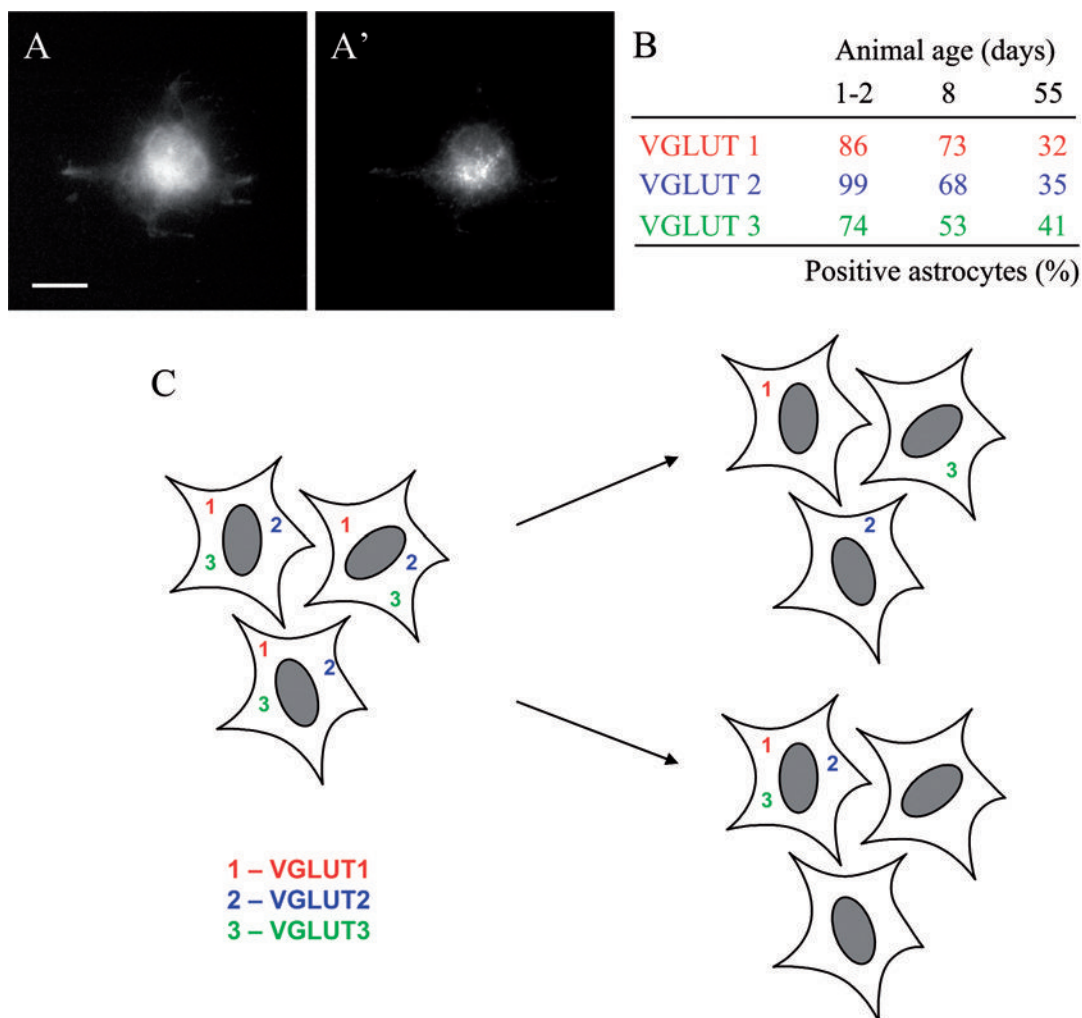 A
A’
B
Animal age (days)
1-2 8 55
VGLUT 1 86 73 32
VGLUT 2 99 68 35
VGLUT 3 74 53 41
Positive astrocytes (%)
C
1
3
2
1
2
3
1
2
3
1
3
2
1
2
3
1 – VGLUT1
2 – VGLUT2
3 – VGLUT3